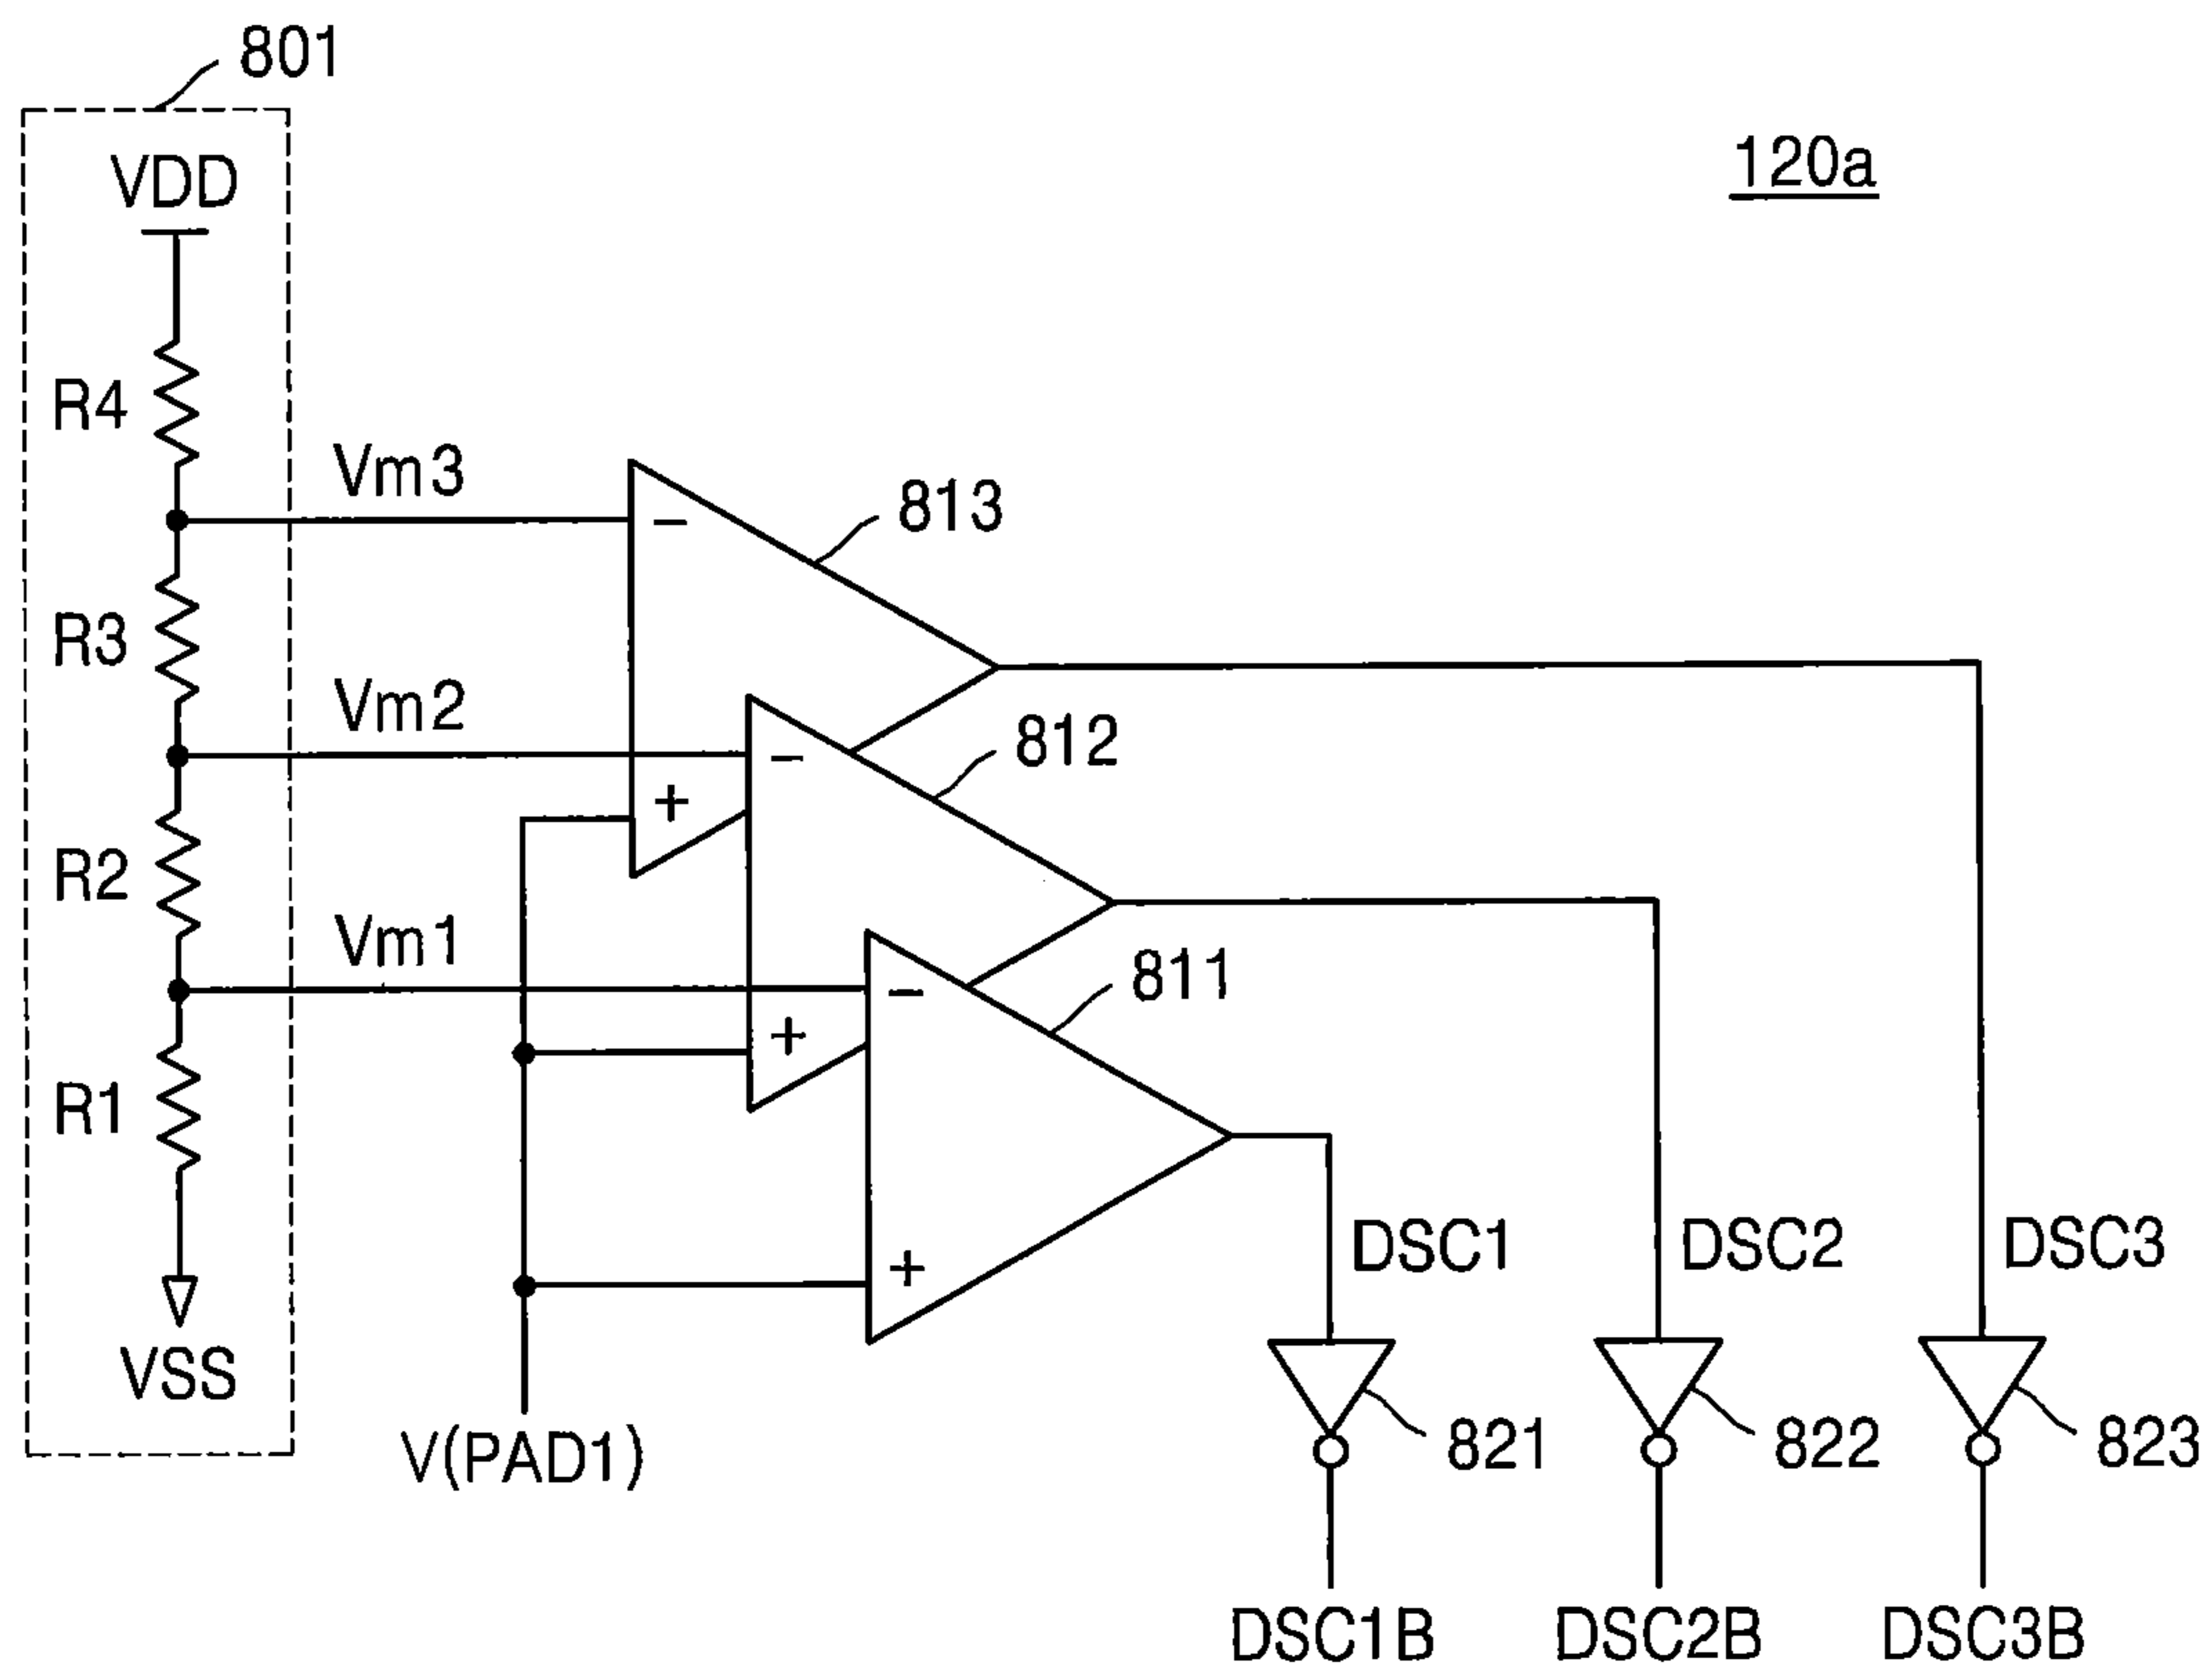 801
VDD
120a
R4
Vm3
813
−
R3
Vm2
812
−
+
R2
Vm1
811
−
+
R1
+
DSC1
DSC2
DSC3
VSS
V(PAD1)
821
822
823
DSC1B
DSC2B
DSC3B